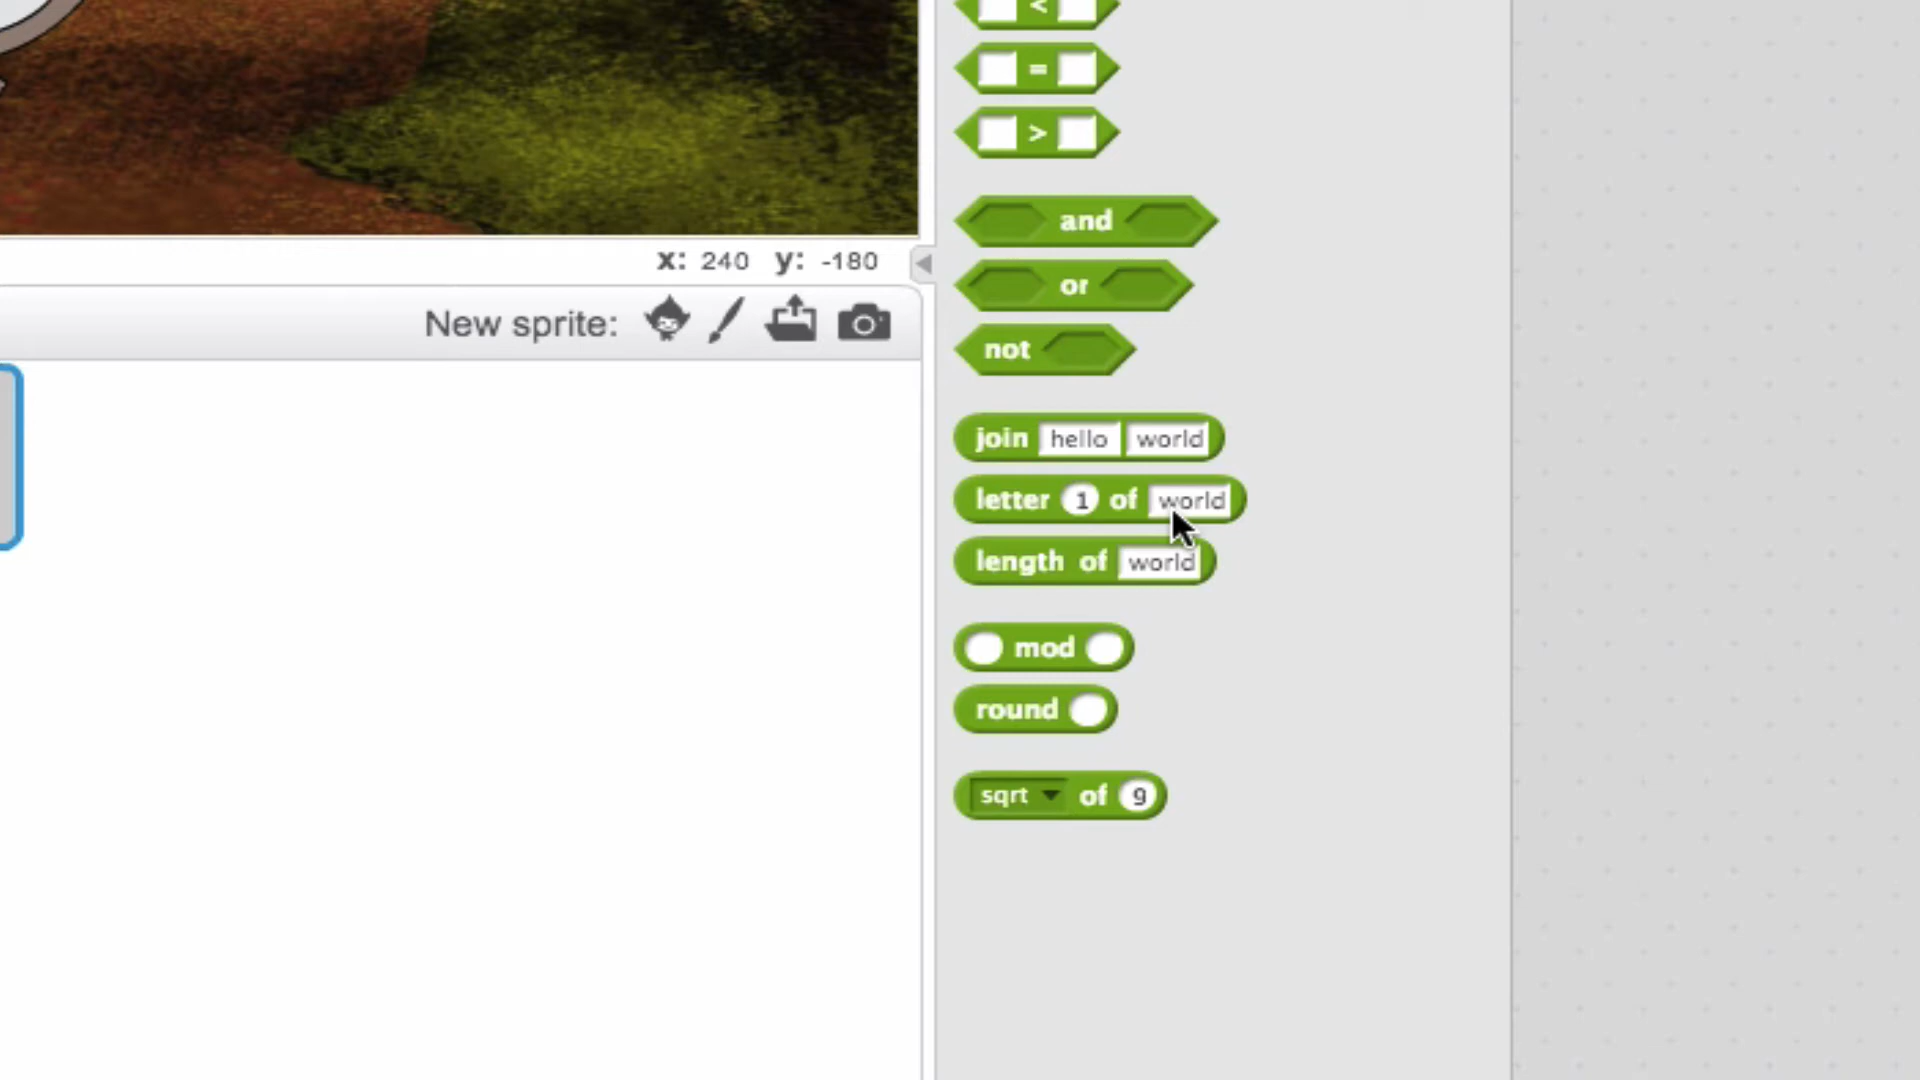 <
=
>
and
or
not
x: 240 y: -180
New sprite:
join hello world
letter 1 of world
length of world
mod
round
sqrt of 9